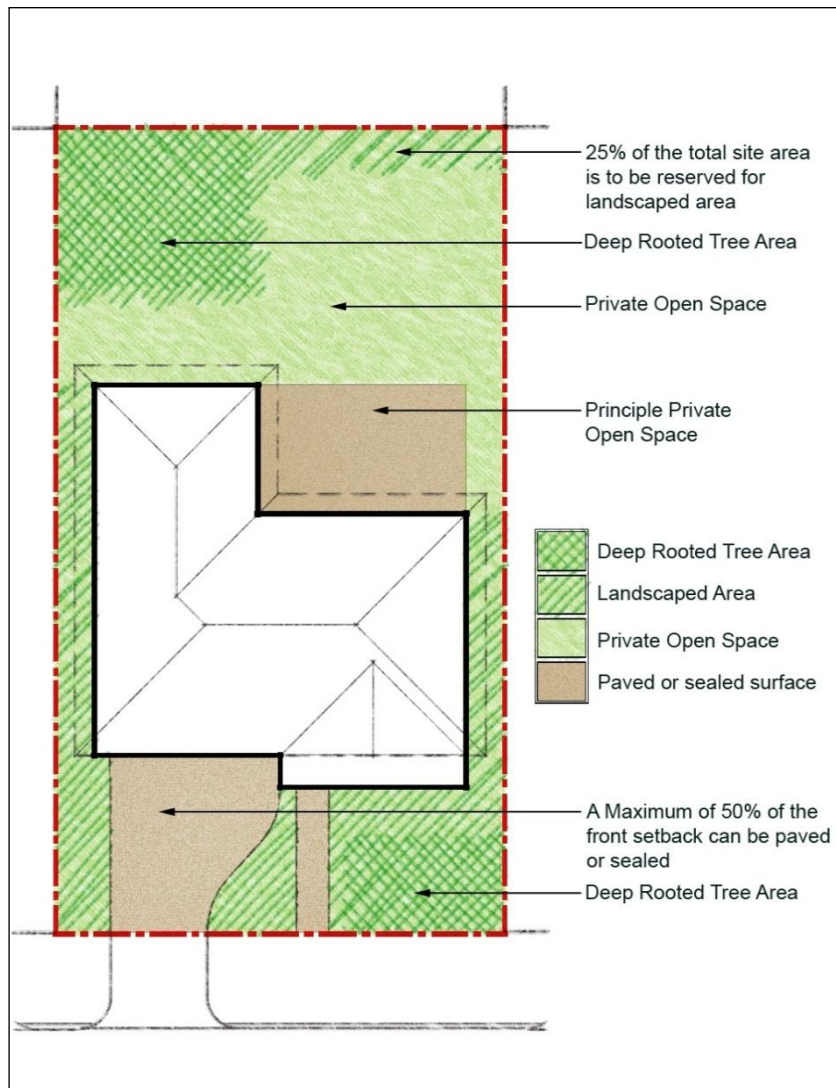 25% of the total site area
is to be reserved for
landscaped area
Deep Rooted Tree Area
Private Open Space
Principle Private
Open Space
Deep Rooted Tree Area
Landscaped Area
Private Open Space
Paved or sealed surface
A Maximum of 50% of the
front setback can be paved
or sealed
Deep Rooted Tree Area